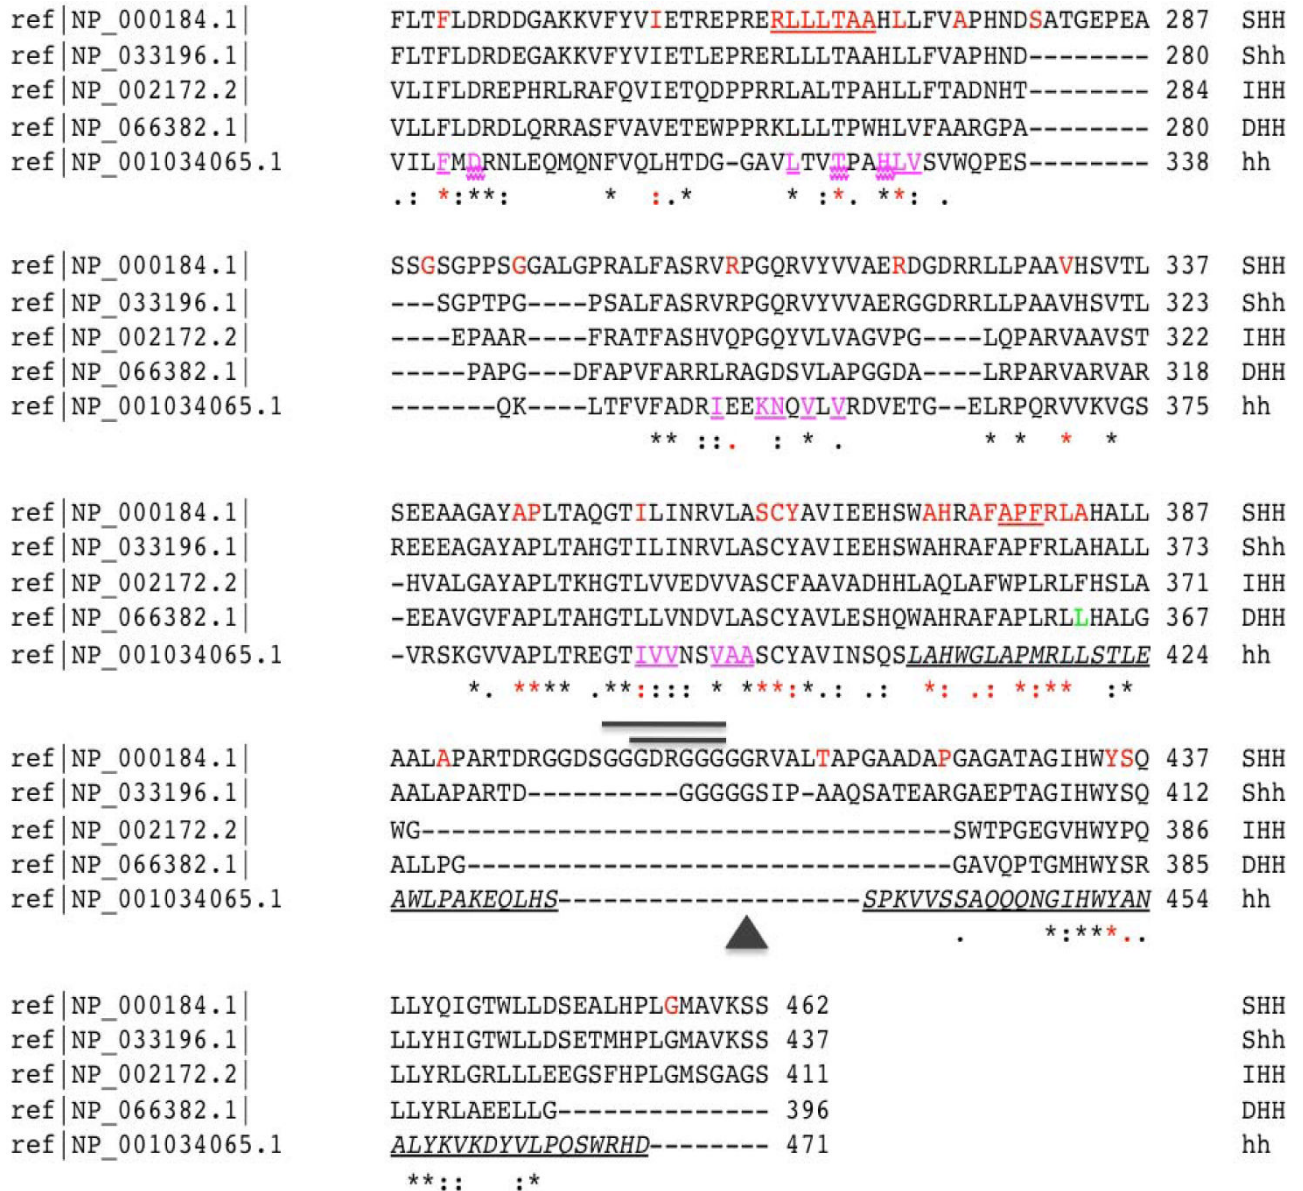 ref|NP_000184.1| FLTFLDRDDGAKKVFYVIETREPRERLLLTAAHLLFVAPHNDSATGEPEA 287 SHH
ref|NP_033196.1| FLTFLDRDEGAKKVFYVIETLEPRERLLLTAAHLLFVAPHND-------- 280 Shh
ref|NP_002172.2| VLIFLDREPHRLRAFQVIETQDPPRRLALTPAHLLFTADNHT-------- 284 IHH
ref|NP_066382.1| VLLFLDRDLQRRASFVAVETEWPPRKLLLTPWHLVFAARGPA-------- 280 DHH
ref|NP_001034065.1 VILFMDRNLEQMQNFVQLHTDG-GAVLTVTPAHLVSVWQPES-------- 338 hh
.: *:**: * :.* * :*. **: .
ref|NP_000184.1| SSGSGPPSGGALGPRALFASRVRPGQRVYVVAERDGDRRLLPAAVHSVTL 337 SHH
ref|NP_033196.1| ---SGPTPG----PSALFASRVRPGQRVYVVAERGGDRRLLPAAVHSVTL 323 Shh
ref|NP_002172.2| ----EPAAR----FRATFASHVQPGQYVLVAGVPG----LQPARVAAVST 322 IHH
ref|NP_066382.1| -----PAPG---DFAPVFARRLRAGDSVLAPGGDA----LRPARVARVAR 318 DHH
ref|NP_001034065.1 -------QK----LTFVFADRIEEKNQVLVRDVETG--ELRPQRVVKVGS 375 hh
** ::. : * . * * * *
ref|NP_000184.1| SEEAAGAYAPLTAQGTILINRVLASCYAVIEEHSWAHRAFAPFRLAHALL 387 SHH
ref|NP_033196.1| REEEAGAYAPLTAHGTILINRVLASCYAVIEEHSWAHRAFAPFRLAHALL 373 Shh
ref|NP_002172.2| -HVALGAYAPLTKHGTLVVEDVVASCFAAVADHHLAQLAFWPLRLFHSLA 371 IHH
ref|NP_066382.1| -EEAVGVFAPLTAHGTLLVNDVLASCYAVLESHQWAHRAFAPLRLLHALG 367 DHH
ref|NP_001034065.1 -VRSKGVVAPLTREGTIVVNSVAASCYAVINSQSLAHWGLAPMRLLSTLE 424 hh
*. **** .**:::: * ***:*.: .: *: .: *:** :*
ref|NP_000184.1| AALAPARTDRGGDSGGGDRGGGGGRVALTAPGAADAPGAGATAGIHWYSQ 437 SHH
ref|NP_033196.1| AALAPARTD----------GGGGGSIP-AAQSATEARGAEPTAGIHWYSQ 412 Shh
ref|NP_002172.2| WG-----------------------------------SWTPGEGVHWYPQ 386 IHH
ref|NP_066382.1| ALLPG--------------------------------GAVQPTGMHWYSR 385 DHH
ref|NP_001034065.1 AWLPAKEQLHS--------------------SPKVVSSAQQQNGIHWYAN 454 hh
. *:***..
ref|NP_000184.1| LLYQIGTWLLDSEALHPLGMAVKSS 462 SHH
ref|NP_033196.1| LLYHIGTWLLDSETMHPLGMAVKSS 437 Shh
ref|NP_002172.2| LLYRLGRLLLEEGSFHPLGMSGAGS 411 IHH
ref|NP_066382.1| LLYRLAEELLG-------------- 396 DHH
ref|NP_001034065.1 ALYKVKDYVLPQSWRHD-------- 471 hh
**:: :*